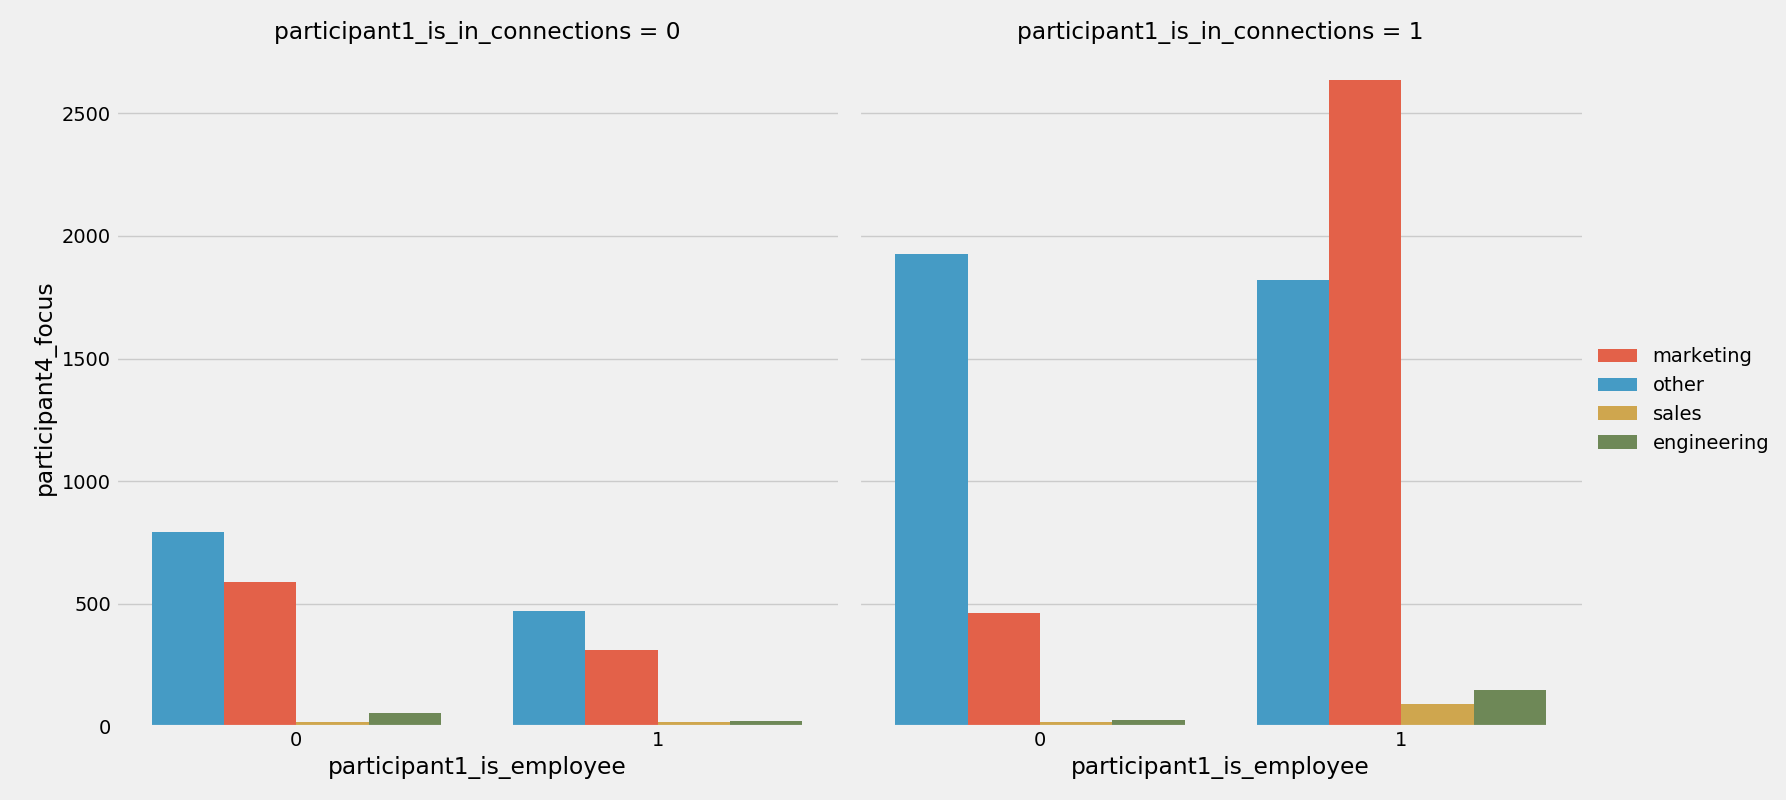 participant1_is_in_connections = 0
participant1_is_in_connections = 1
participant4_focus
2500
2000
1500
1000
500
0
0
1
0
1
participant1_is_employee
participant1_is_employee
marketing
other
sales
engineering